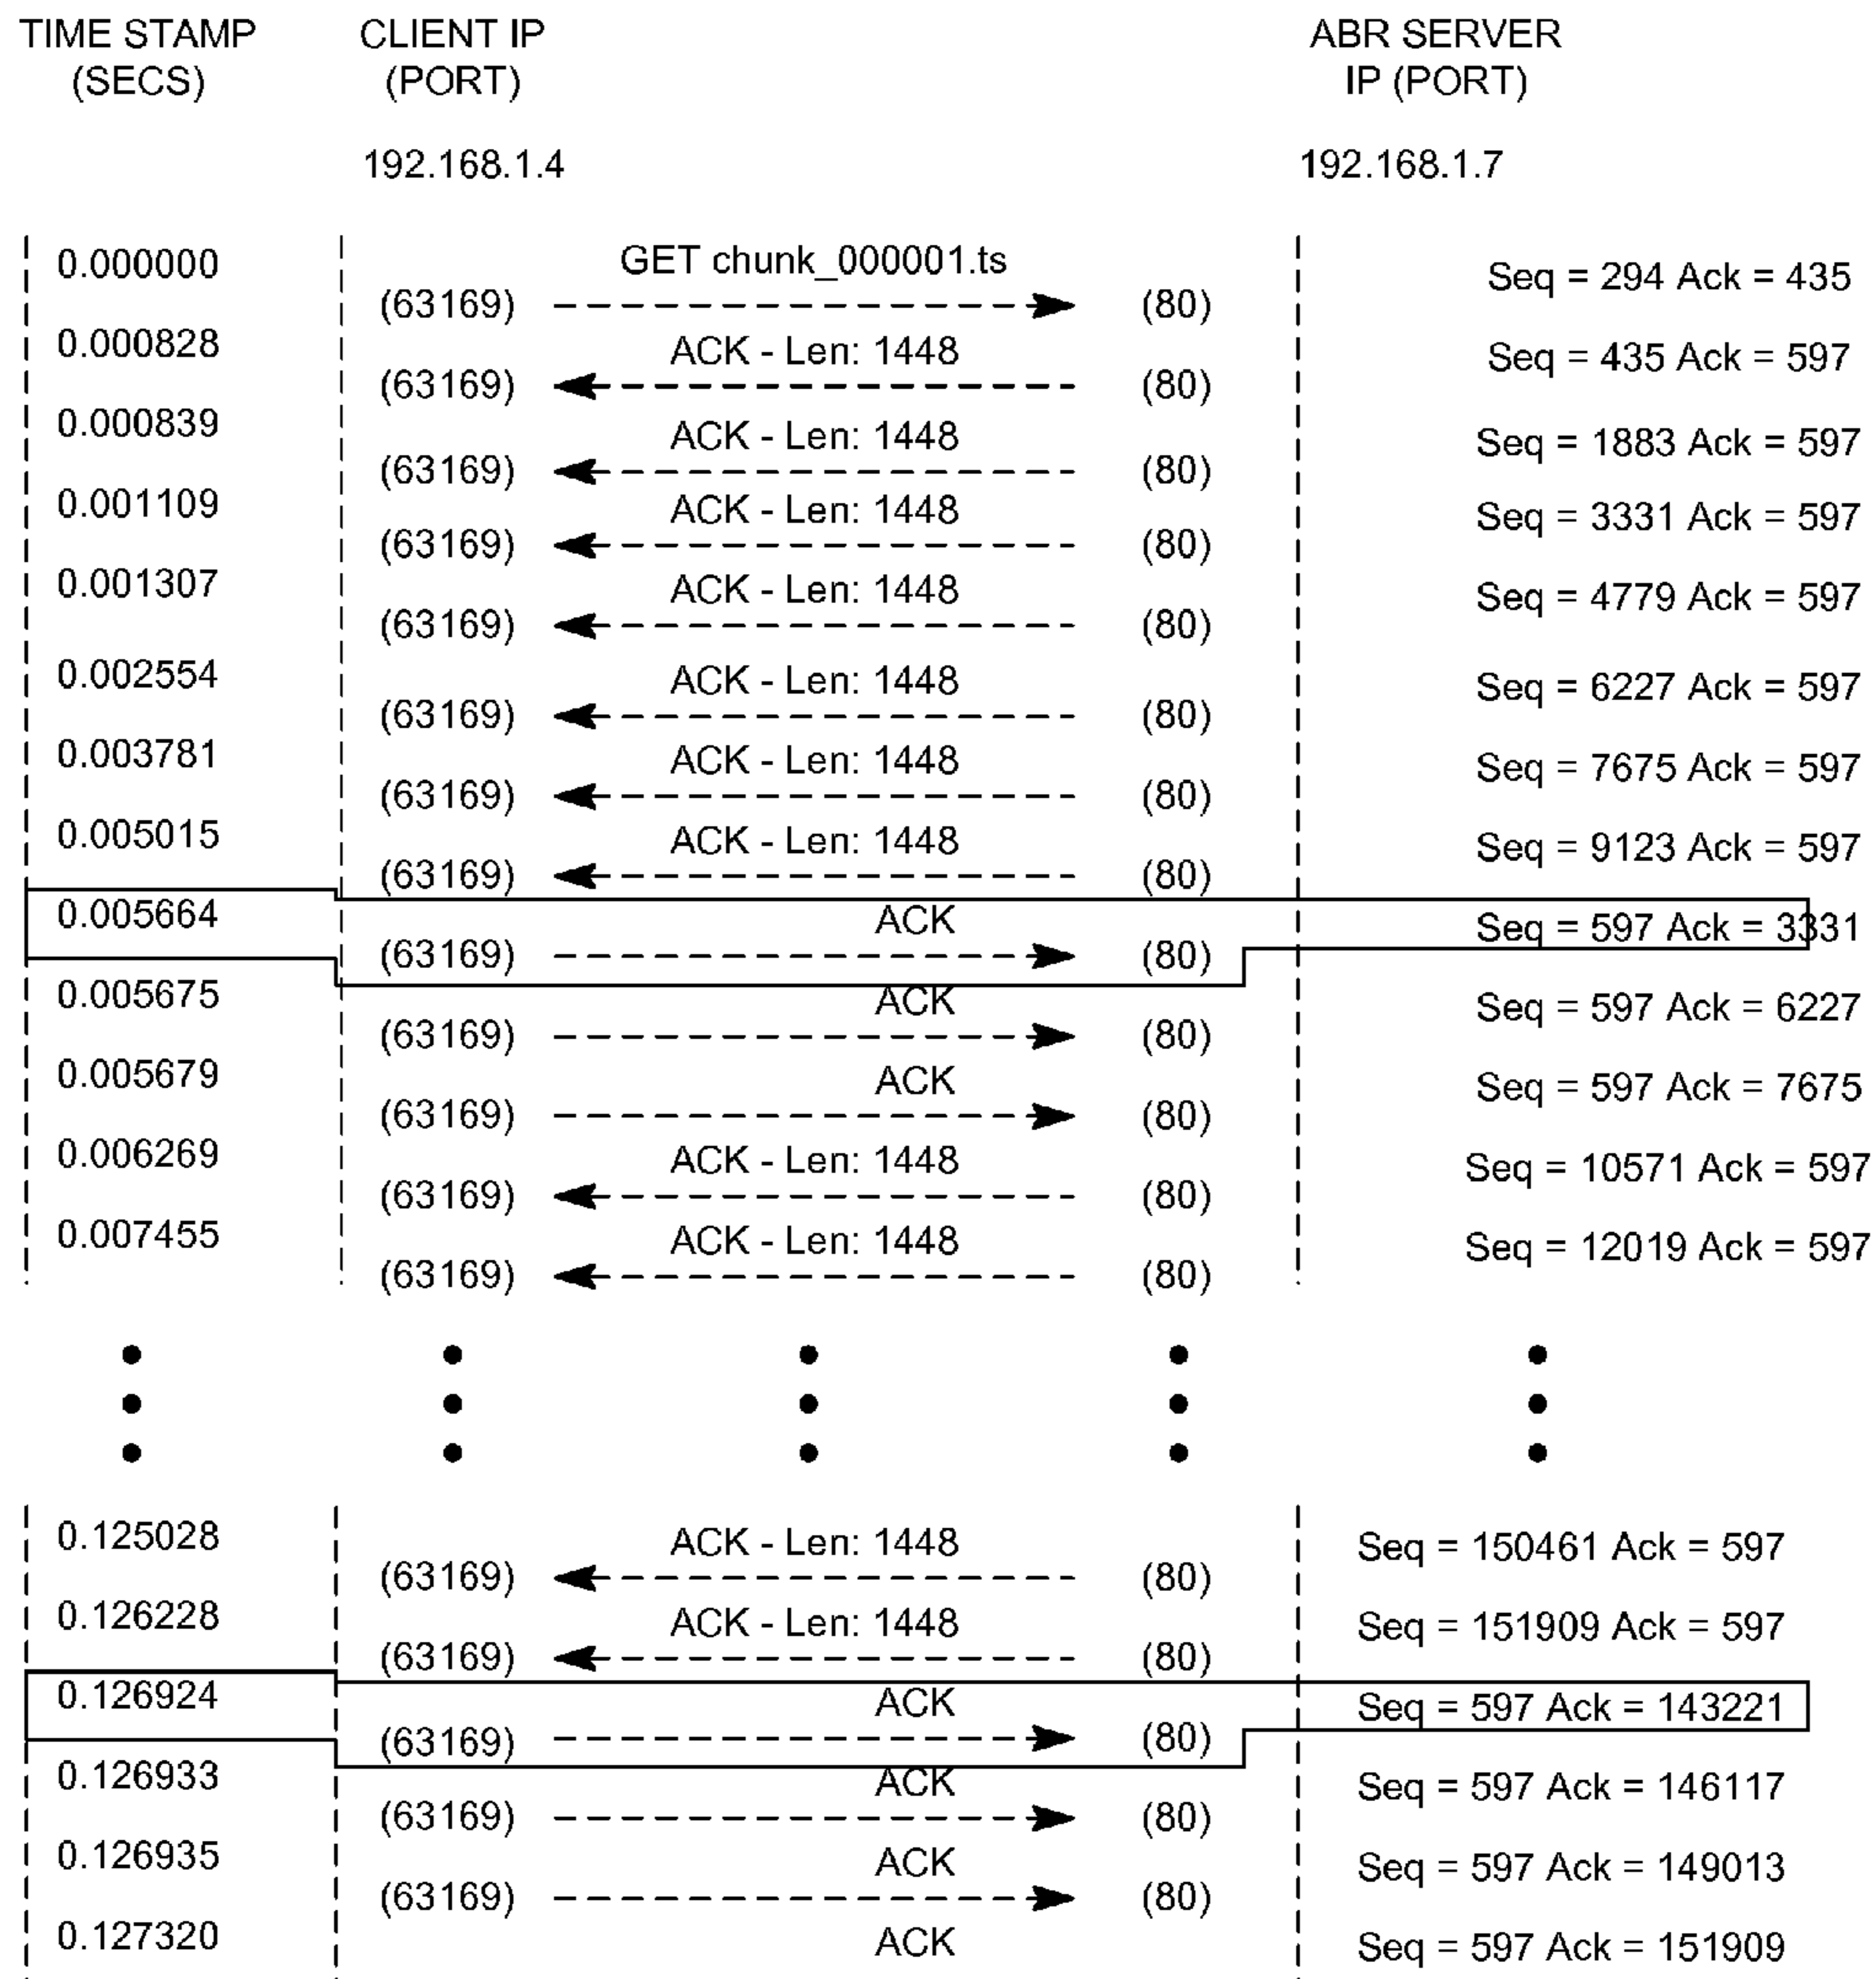 TIME STAMP CLIENT IP ABR SERVER
(SECS) (PORT) IP (PORT)
192.168.1.4 192.168.1.7
0.000000 GET chunk_000001.ts Seq = 294 Ack = 435
(63169) (80)
0.000828 ACK - Len: 1448 Seq = 435 Ack = 597
(63169) (80)
0.000839 ACK - Len: 1448 Seq = 1883 Ack = 597
(63169) (80)
0.001109 ACK - Len: 1448 Seq = 3331 Ack = 597
(63169) (80)
0.001307 ACK - Len: 1448 Seq = 4779 Ack = 597
(63169) (80)
0.002554 ACK - Len: 1448 Seq = 6227 Ack = 597
(63169) (80)
0.003781 ACK - Len: 1448 Seq = 7675 Ack = 597
(63169) (80)
0.005015 ACK - Len: 1448 Seq = 9123 Ack = 597
(63169) (80)
0.005664 ACK Seq = 597 Ack = 3331
(63169) (80)
0.005675 ACK Seq = 597 Ack = 6227
(63169) (80)
0.005679 ACK Seq = 597 Ack = 7675
(63169) (80)
0.006269 ACK - Len: 1448 Seq = 10571 Ack = 597
(63169) (80)
0.007455 ACK - Len: 1448 Seq = 12019 Ack = 597
(63169) (80)
0.125028 ACK - Len: 1448 Seq = 150461 Ack = 597
(63169) (80)
0.126228 ACK - Len: 1448 Seq = 151909 Ack = 597
(63169) (80)
0.126924 ACK Seq = 597 Ack = 143221
(63169) (80)
0.126933 ACK Seq = 597 Ack = 146117
(63169) (80)
0.126935 ACK Seq = 597 Ack = 149013
(63169) (80)
0.127320 ACK Seq = 597 Ack = 151909